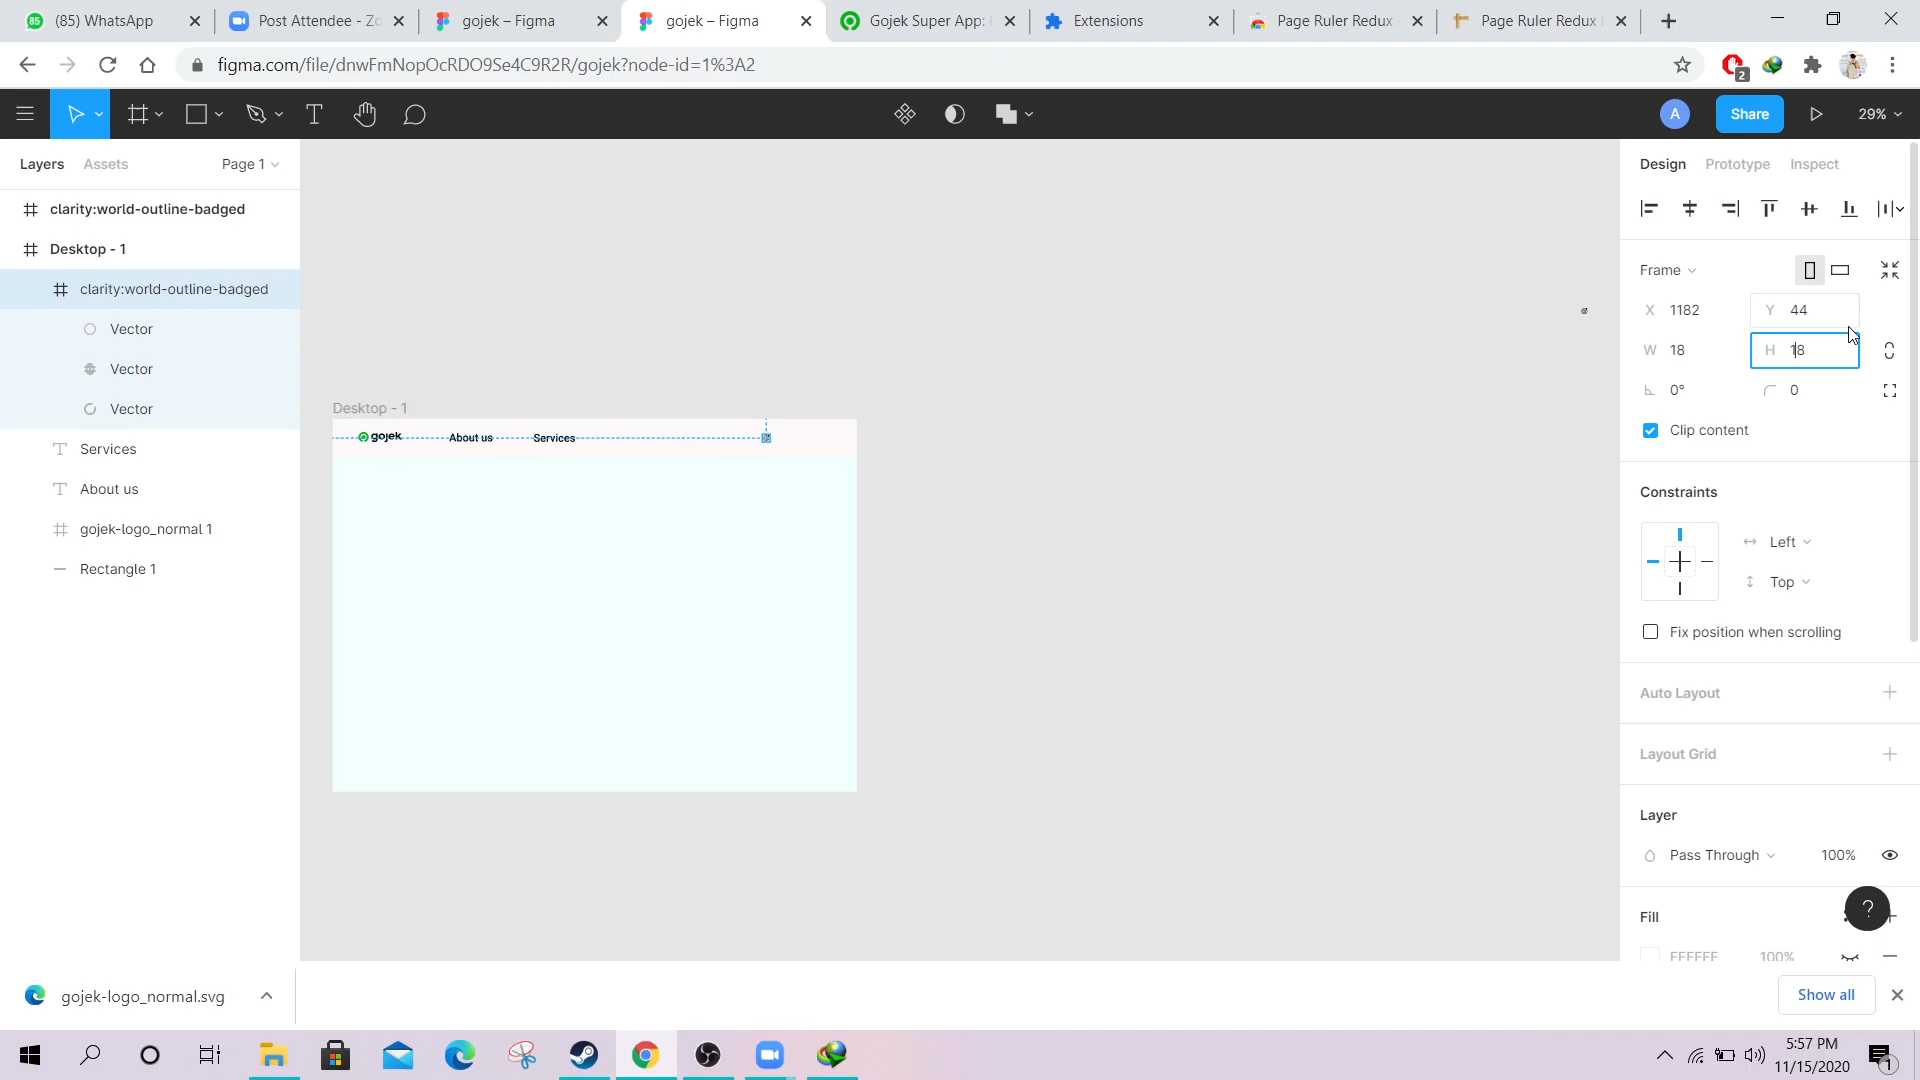 (85) WhatsApp
Post Attendee - Zo
gojek – Figma
gojek – Figma
Gojek Super App:
Extensions
Page Ruler Redux
Page Ruler Redux
figma.com/file/dnwFmNopOcRDO9Se4C9R2R/gojek?node-id=1%3A2
2
A
Share
29%
Layers
Assets
Page 1
Design
Prototype
Inspect
clarity:world-outline-badged
Desktop - 1
clarity:world-outline-badged
Vector
Vector
Vector
Services
About us
gojek-logo_normal 1
Rectangle 1
Desktop - 1
gojek
About us
Services
Frame
X 1182
Y 44
W 18
H 18
0°
0
Clip content
Constraints
Left
Top
Fix position when scrolling
Auto Layout
Layout Grid
Layer
Pass Through
100%
Fill
?
FFFFFF
100%
gojek-logo_normal.svg
Show all
5:57 PM
11/15/2020
1